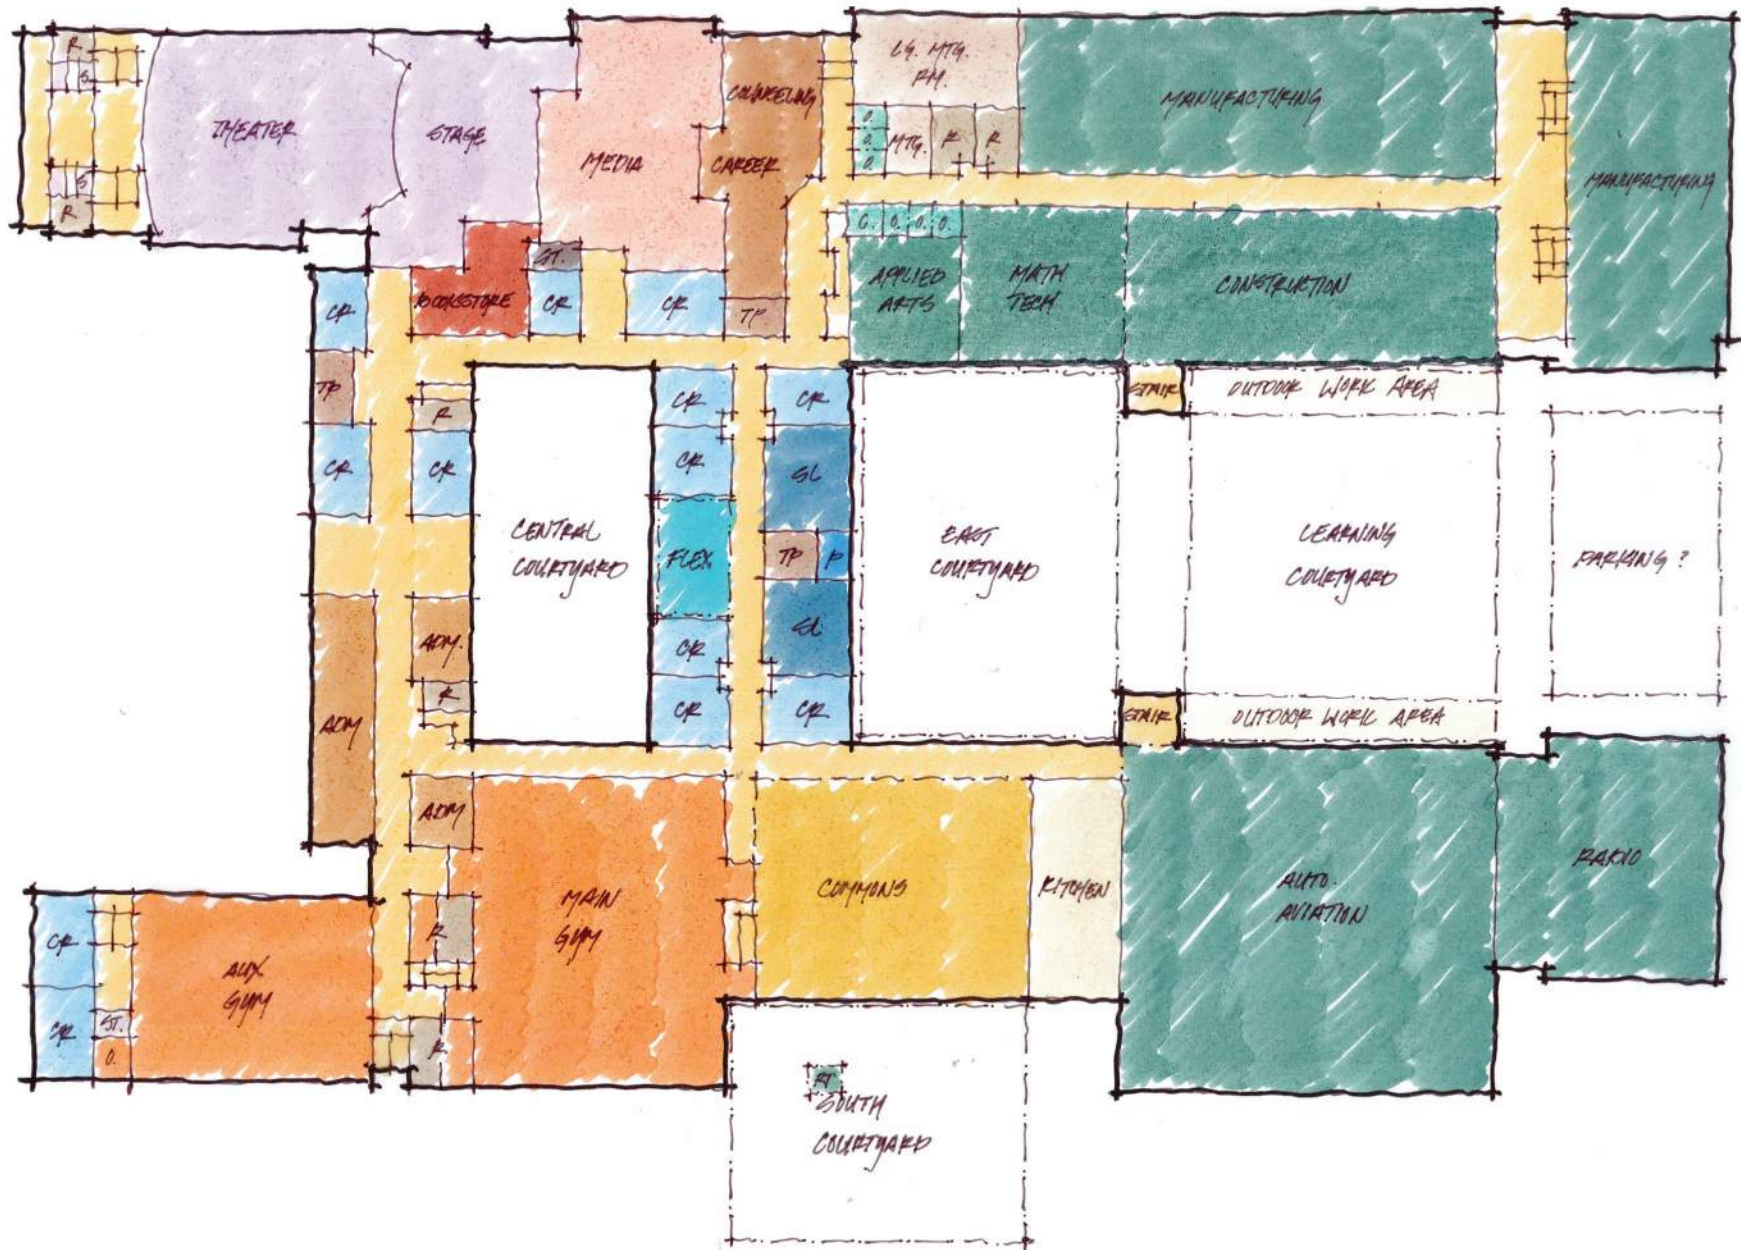 R
S
THEATER
STAGE
S
R
MEDIA
COUNSELING
CAREER
LG. MTG.
RM.
O.
O.
O.
MTG.
R
R
MANUFACTURING
MANUFACTURING
O.
O.
O.
O.
APPLIED
ARTS
MATH
TECH
CONSTRUCTION
ST.
BOOKSTORE
CR
CR
TP
CR
TP
CR
R
CR
CENTRAL
COURTYARD
CR
CR
FLEX
CR
CR
CR
SL
TP
P
SL
CR
EAST
COURTYARD
STAIR
OUTDOOR WORK AREA
LEARNING
COURTYARD
PARKING ?
STAIR
OUTDOOR WORK AREA
ADM.
R
ADM
ADM
MAIN
GYM
R
R
COMMONS
KITCHEN
AUTO.
AVIATION
RADIO
CR
CR
ST.
O.
AUX
GYM
RT
SOUTH
COURTYARD